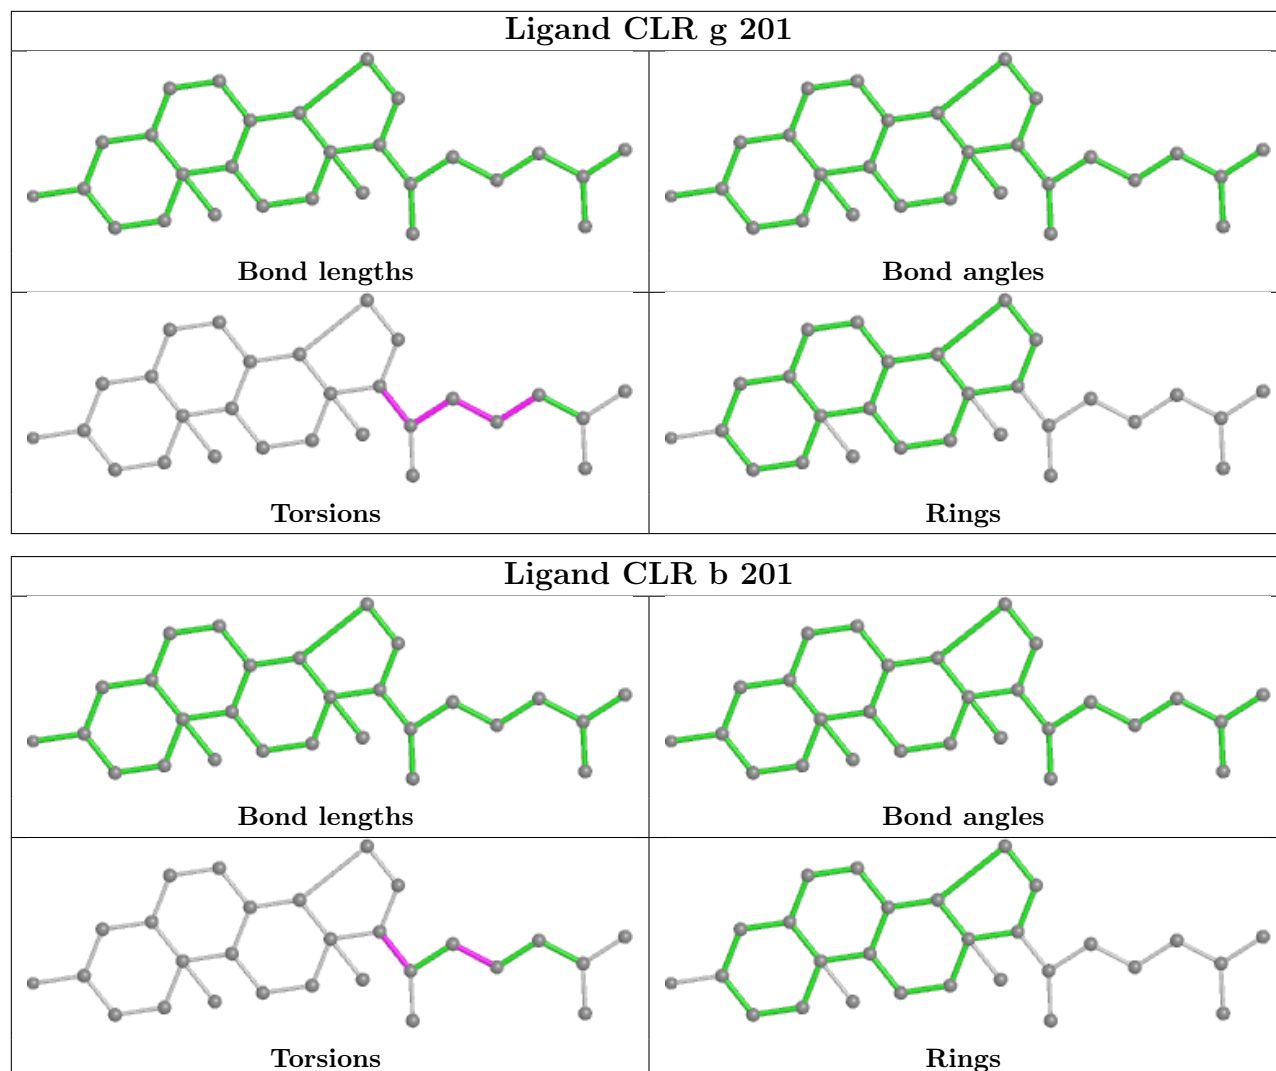 Ligand CLR g 201
Bond lengths
Bond angles
Torsions
Rings
Ligand CLR b 201
Bond lengths
Bond angles
Torsions
Rings